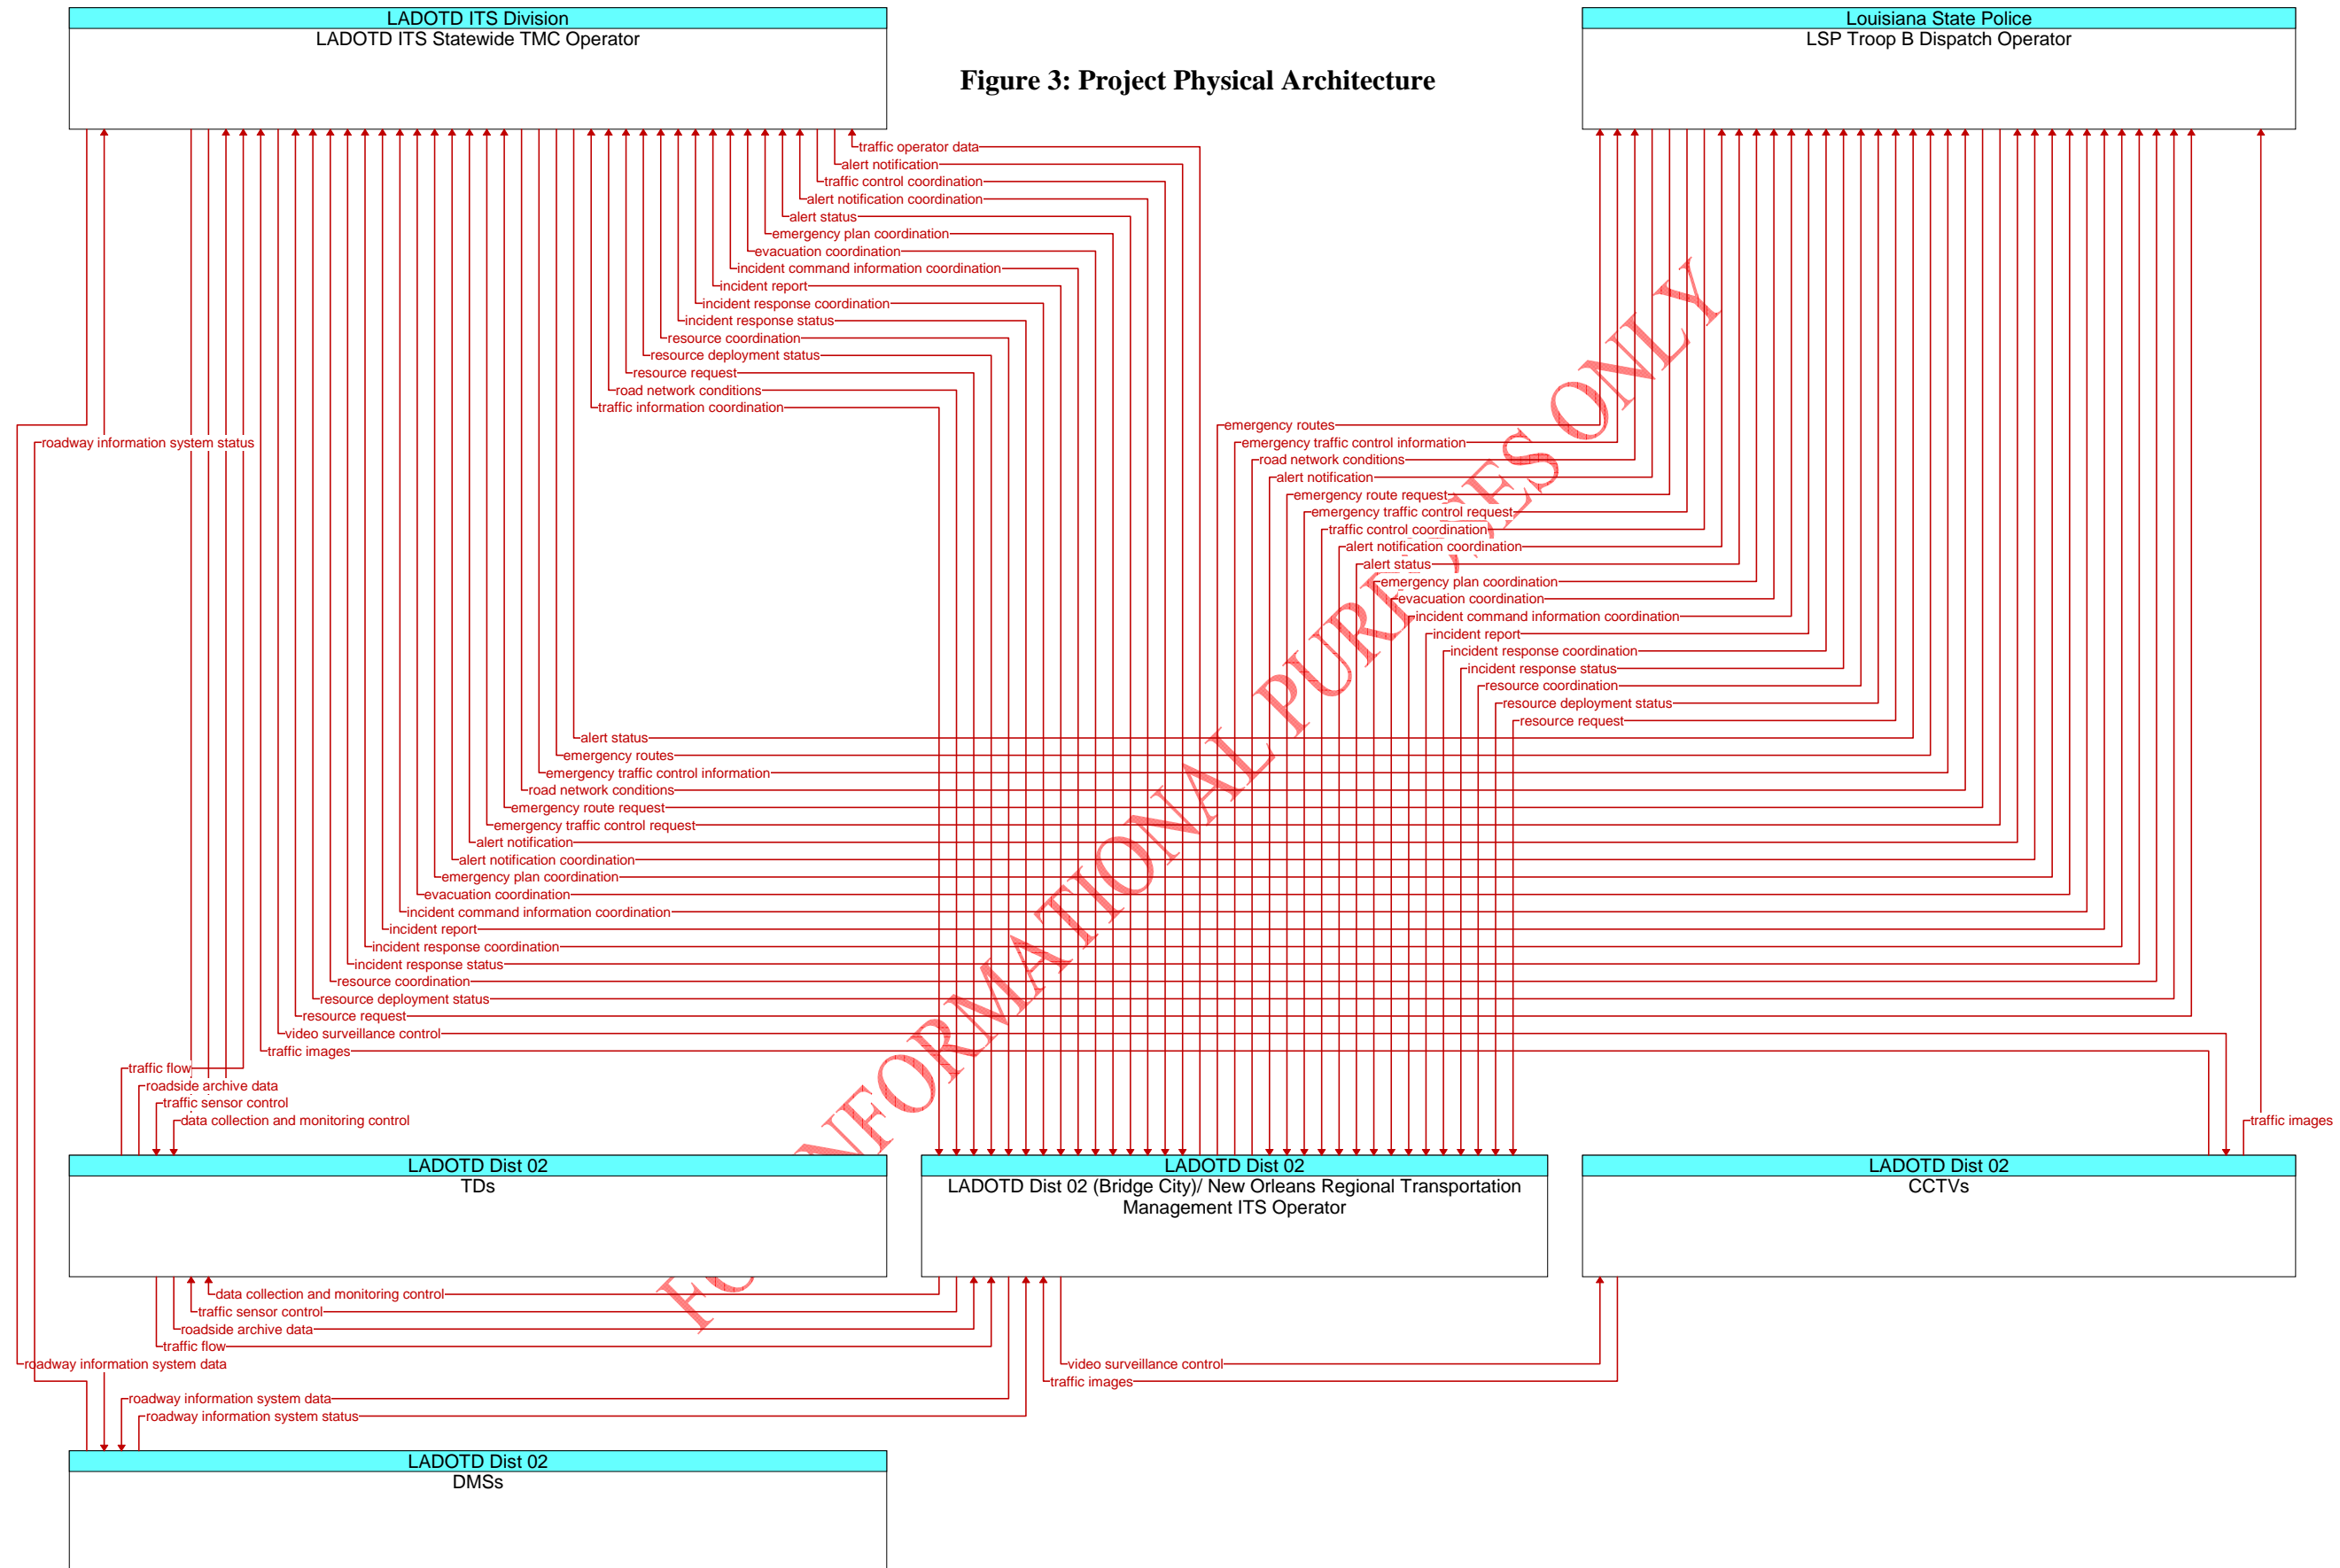 LADOTD ITS Division
LADOTD ITS Statewide TMC Operator
Louisiana State Police
LSP Troop B Dispatch Operator
Figure 3: Project Physical Architecture
traffic operator data
alert notification
traffic control coordination
alert notification coordination
alert status
emergency plan coordination
evacuation coordination
incident command information coordination
incident report
incident response coordination
incident response status
resource coordination
resource deployment status
resource request
road network conditions
traffic information coordination
emergency routes
roadway information system status
emergency traffic control information
road network conditions
alert notification
emergency route request
emergency traffic control request
traffic control coordination
alert notification coordination
alert status
emergency plan coordination
evacuation coordination
incident command information coordination
incident report
incident response coordination
incident response status
resource coordination
resource deployment status
resource request
alert status
emergency routes
emergency traffic control information
road network conditions
emergency route request
emergency traffic control request
alert notification
alert notification coordination
emergency plan coordination
evacuation coordination
incident command information coordination
incident report
incident response coordination
incident response status
resource coordination
resource deployment status
resource request
video surveillance control
traffic images
traffic flow
roadside archive data
traffic sensor control
data collection and monitoring control
traffic images
LADOTD Dist 02
TDs
LADOTD Dist 02
LADOTD Dist 02 (Bridge City)/ New Orleans Regional Transportation
Management ITS Operator
LADOTD Dist 02
CCTVs
data collection and monitoring control
traffic sensor control
roadside archive data
traffic flow
roadway information system data
video surveillance control
traffic images
roadway information system data
roadway information system status
LADOTD Dist 02
DMSs
FOR INFORMATIONAL PURPOSES ONLY